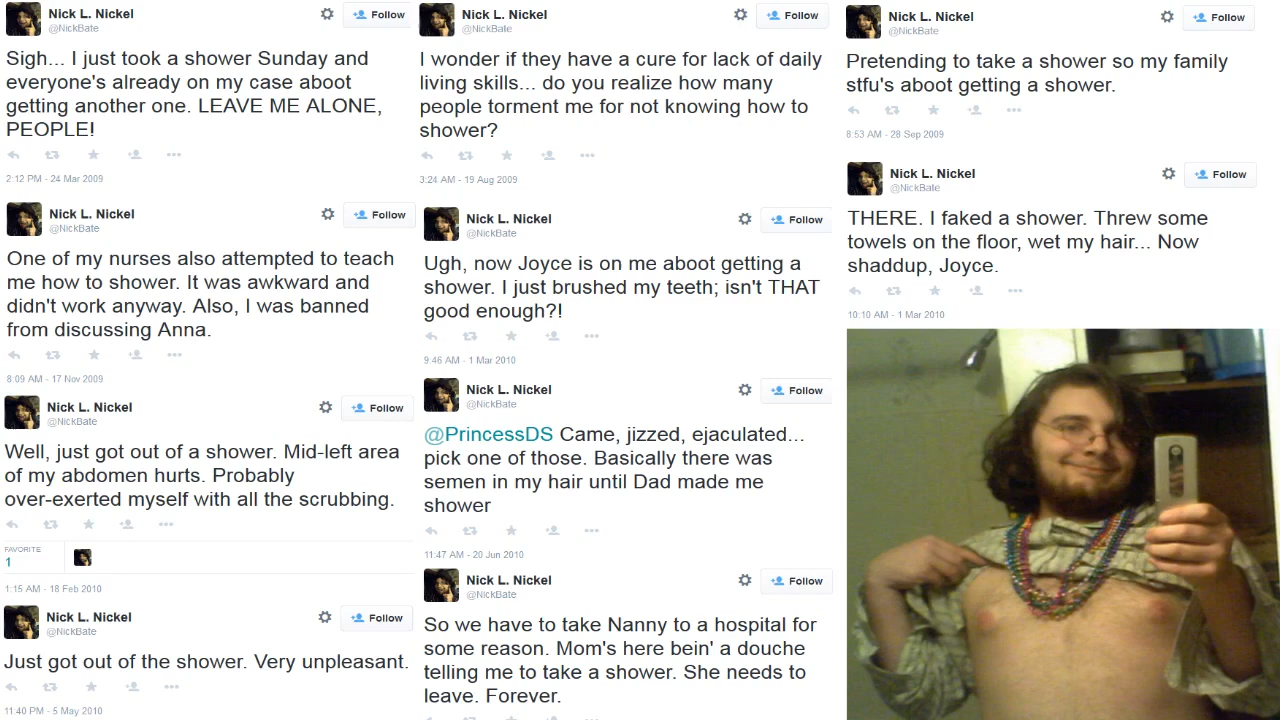 Nick L. Nickel
@NickBate
Follow
Sigh... I just took a shower Sunday and
everyone's already on my case aboot
getting another one. LEAVE ME ALONE,
PEOPLE!
2:12 PM - 24 Mar 2009
Nick L. Nickel
@NickBate
Follow
One of my nurses also attempted to teach
me how to shower. It was awkward and
didn't work anyway. Also, I was banned
from discussing Anna.
8:09 AM - 17 Nov 2009
Nick L. Nickel
@NickBate
Follow
Well, just got out of a shower. Mid-left area
of my abdomen hurts. Probably
over-exerted myself with all the scrubbing.
FAVORITE
1
1:15 AM - 18 Feb 2010
Nick L. Nickel
@NickBate
Follow
Just got out of the shower. Very unpleasant.
11:40 PM - 5 May 2010
Nick L. Nickel
@NickBate
Follow
I wonder if they have a cure for lack of daily
living skills... do you realize how many
people torment me for not knowing how to
shower?
3:24 AM - 19 Aug 2009
Nick L. Nickel
@NickBate
Follow
Ugh, now Joyce is on me aboot getting a
shower. I just brushed my teeth; isn't THAT
good enough?!
9:46 AM - 1 Mar 2010
Nick L. Nickel
@NickBate
Follow
@PrincessDS Came, jizzed, ejaculated...
pick one of those. Basically there was
semen in my hair until Dad made me
shower
11:47 AM - 20 Jun 2010
Nick L. Nickel
@NickBate
Follow
So we have to take Nanny to a hospital for
some reason. Mom's here bein' a douche
telling me to take a shower. She needs to
leave. Forever.
Nick L. Nickel
@NickBate
Follow
Pretending to take a shower so my family
stfu's aboot getting a shower.
8:53 AM - 28 Sep 2009
Nick L. Nickel
@NickBate
Follow
THERE. I faked a shower. Threw some
towels on the floor, wet my hair... Now
shaddup, Joyce.
10:10 AM - 1 Mar 2010